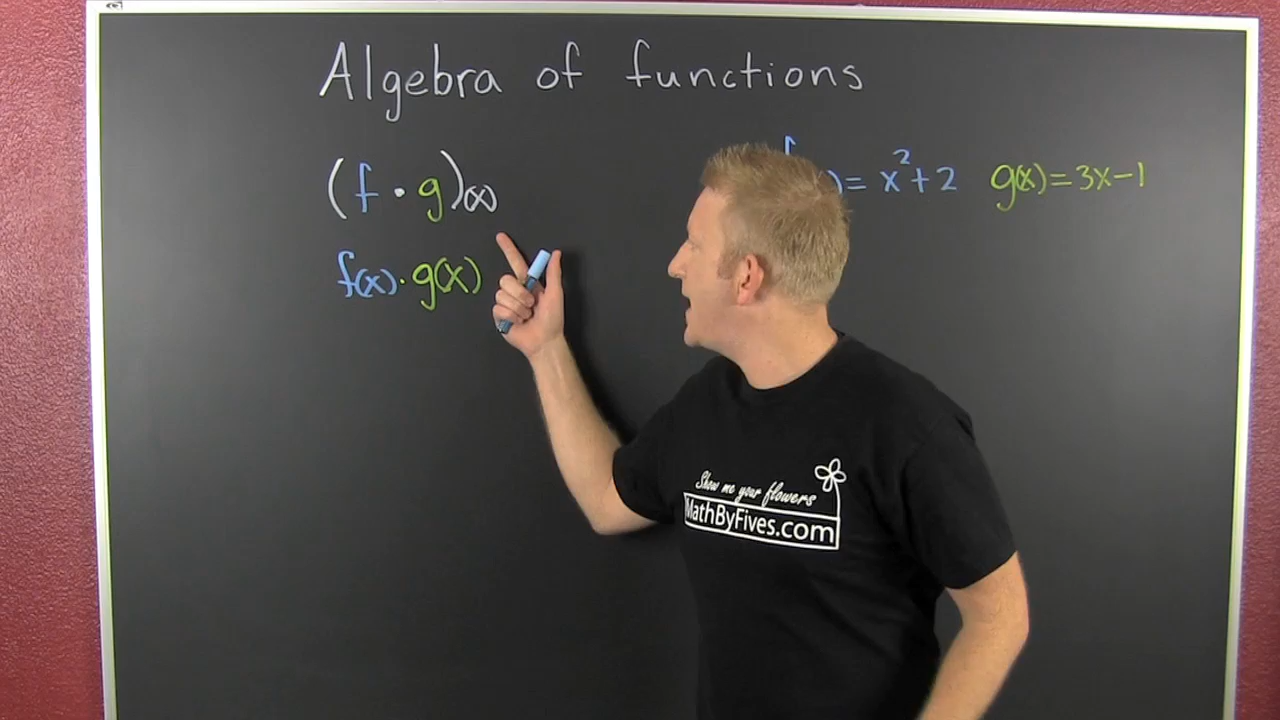 Algebra of functions
(f · g)(x)
f(x) · g(x)
) = x² + 2 g(x) = 3x - 1
Show me your flowers
MathByFives.com